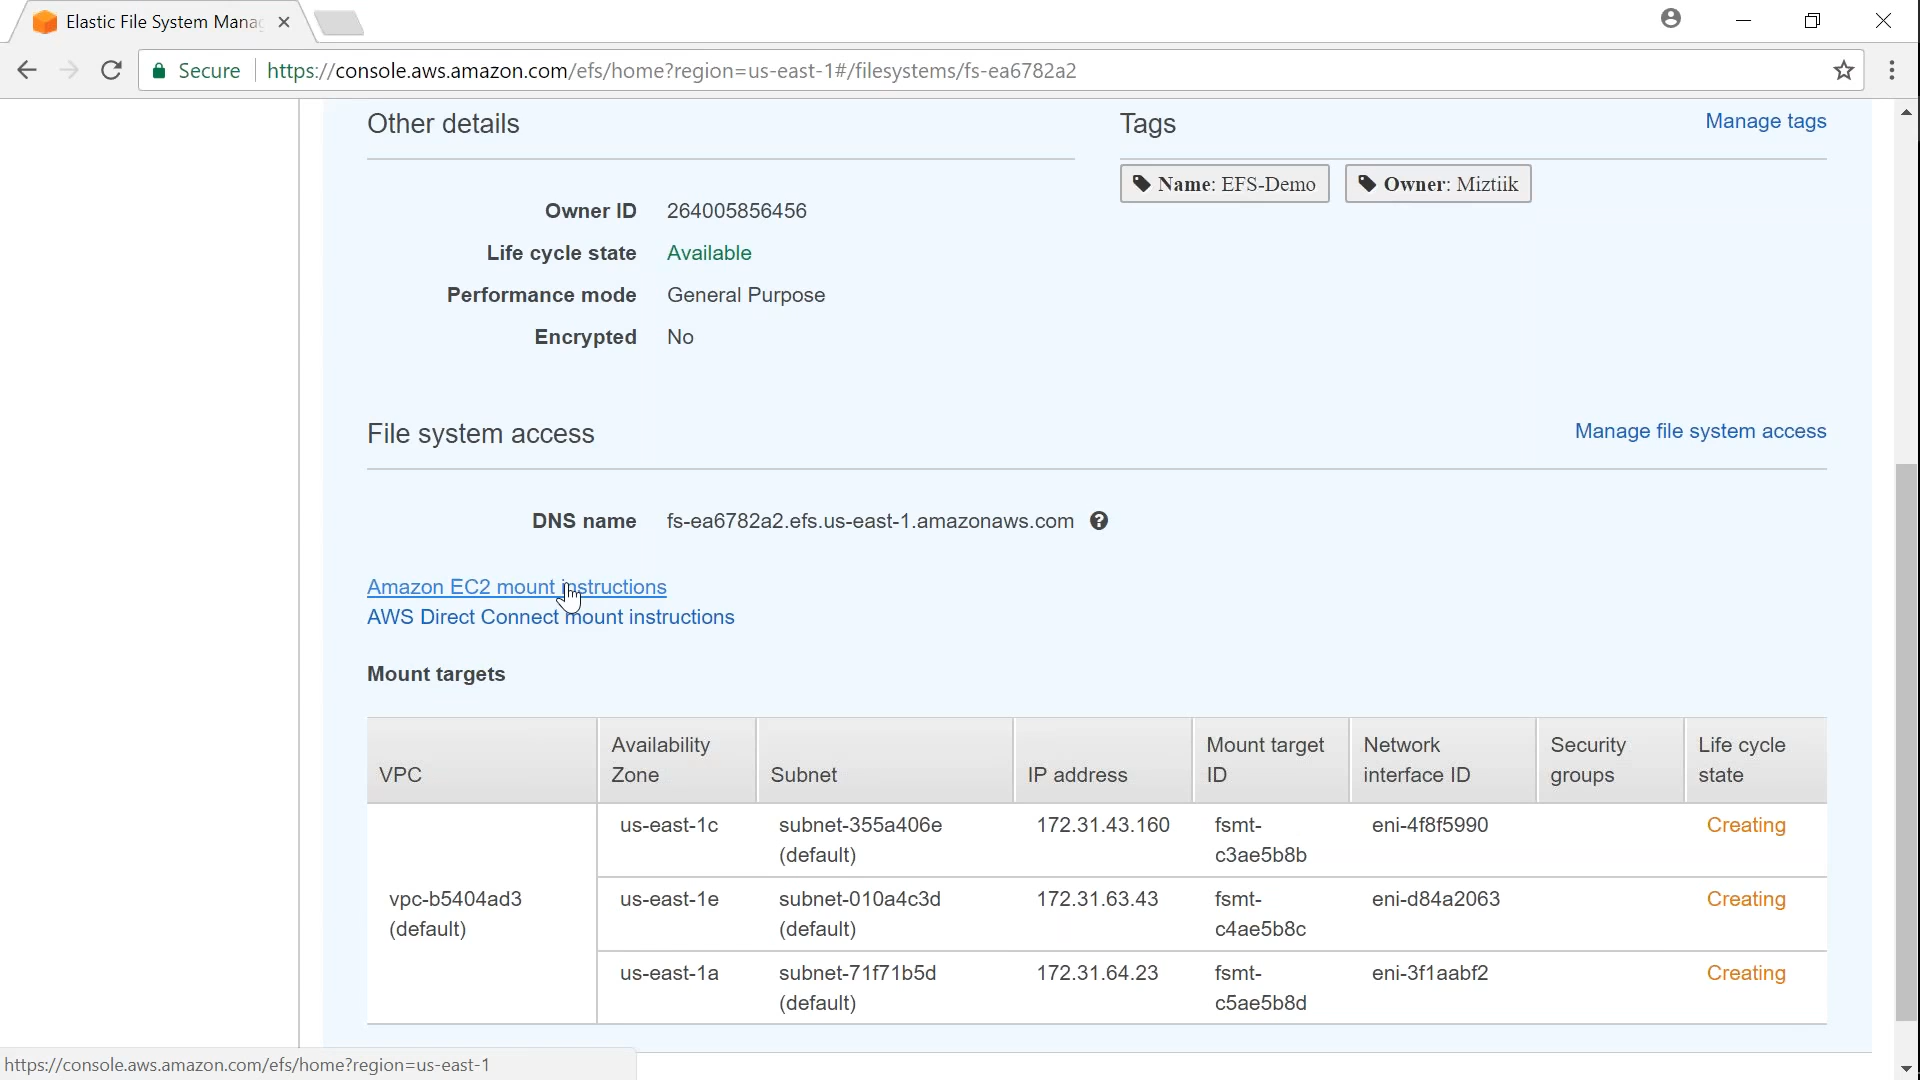 Elastic File System Mana
Secure https://console.aws.amazon.com/efs/home?region=us-east-1#/filesystems/fs-ea6782a2
Other details
Tags
Manage tags
Name: EFS-Demo
Owner: Miztiik
Owner ID 264005856456
Life cycle state Available
Performance mode General Purpose
Encrypted No
File system access
Manage file system access
DNS name fs-ea6782a2.efs.us-east-1.amazonaws.com ?
Amazon EC2 mount instructions
AWS Direct Connect mount instructions
Mount targets
VPC
Availability
Zone
Subnet
IP address
Mount target
ID
Network
interface ID
Security
groups
Life cycle
state
vpc-b5404ad3
(default)
us-east-1c
subnet-355a406e
(default)
172.31.43.160
fsmt-
c3ae5b8b
eni-4f8f5990
Creating
us-east-1e
subnet-010a4c3d
(default)
172.31.63.43
fsmt-
c4ae5b8c
eni-d84a2063
Creating
us-east-1a
subnet-71f71b5d
(default)
172.31.64.23
fsmt-
c5ae5b8d
eni-3f1aabf2
Creating
https://console.aws.amazon.com/efs/home?region=us-east-1